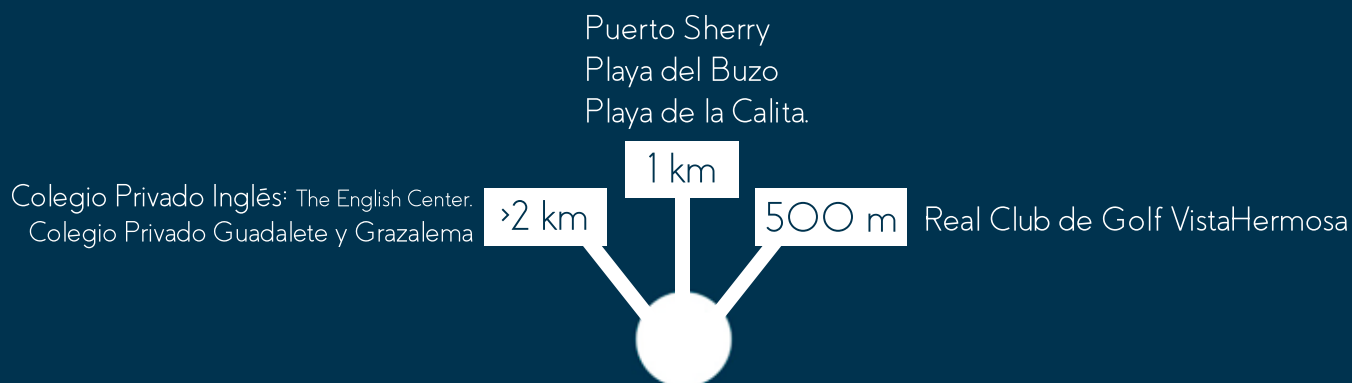 Puerto Sherry
Playa del Buzo
Playa de la Calita.
1 km
Colegio Privado Inglés: The English Center.
Colegio Privado Guadalete y Grazalema
>2 km
500 m
Real Club de Golf VistaHermosa